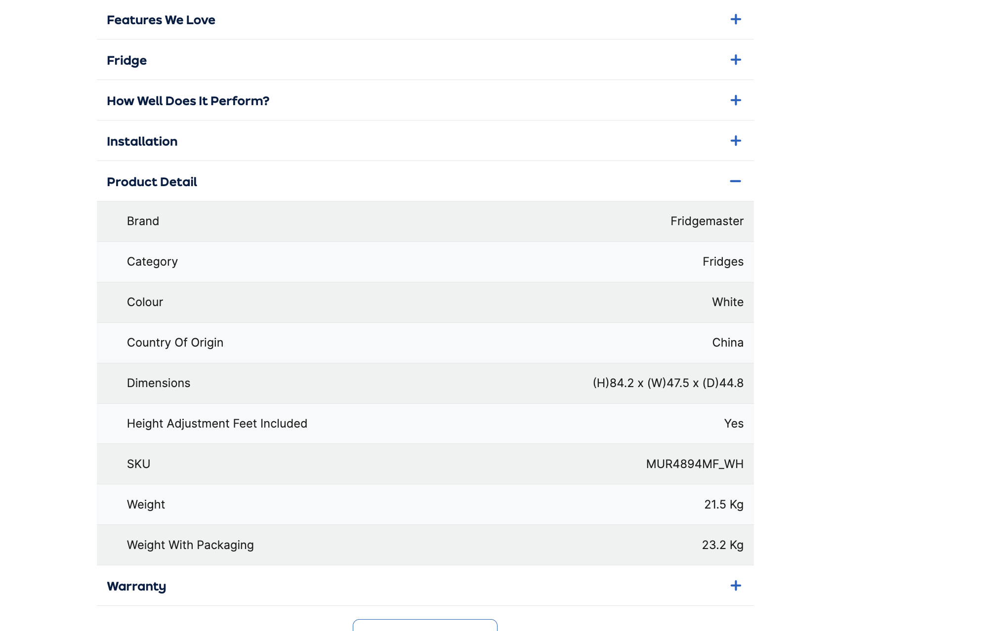 Features We Love
Fridge
How Well Does It Perform?
Installation
Product Detail
Brand Fridgemaster
Category Fridges
Colour White
Country Of Origin China
Dimensions (H)84.2 x (W)47.5 x (D)44.8
Height Adjustment Feet Included Yes
SKU MUR4894MF_WH
Weight 21.5 Kg
Weight With Packaging 23.2 Kg
Warranty